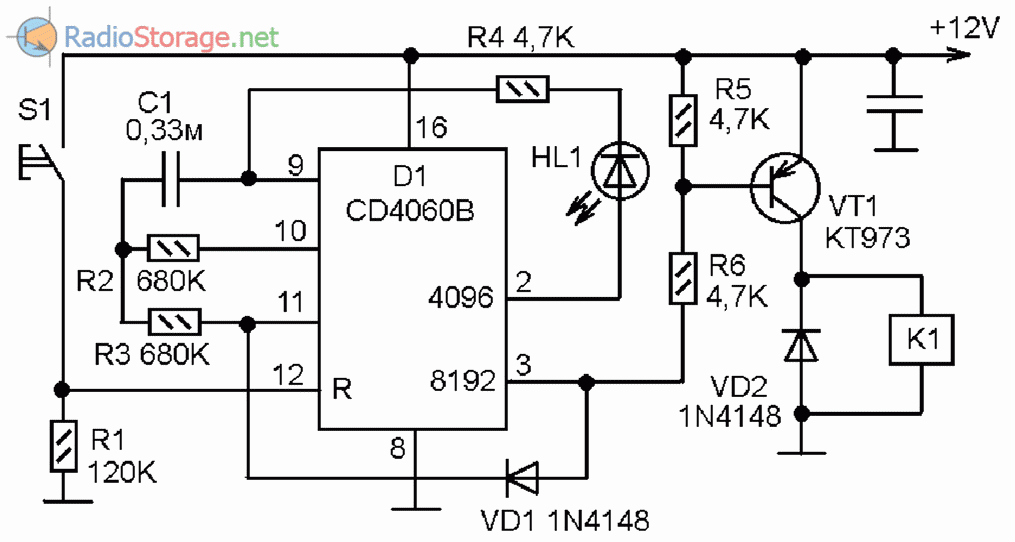 RadioStorage.net
R4 4,7K
+12V
S1
C1
0,33м
16
R5
4,7K
9
D1
CD4060B
HL1
VT1
KT973
10
R2
680K
11
2
4096
R6
4,7K
R3 680K
12
R
3
8192
K1
VD2
1N4148
R1
120K
8
VD1 1N4148